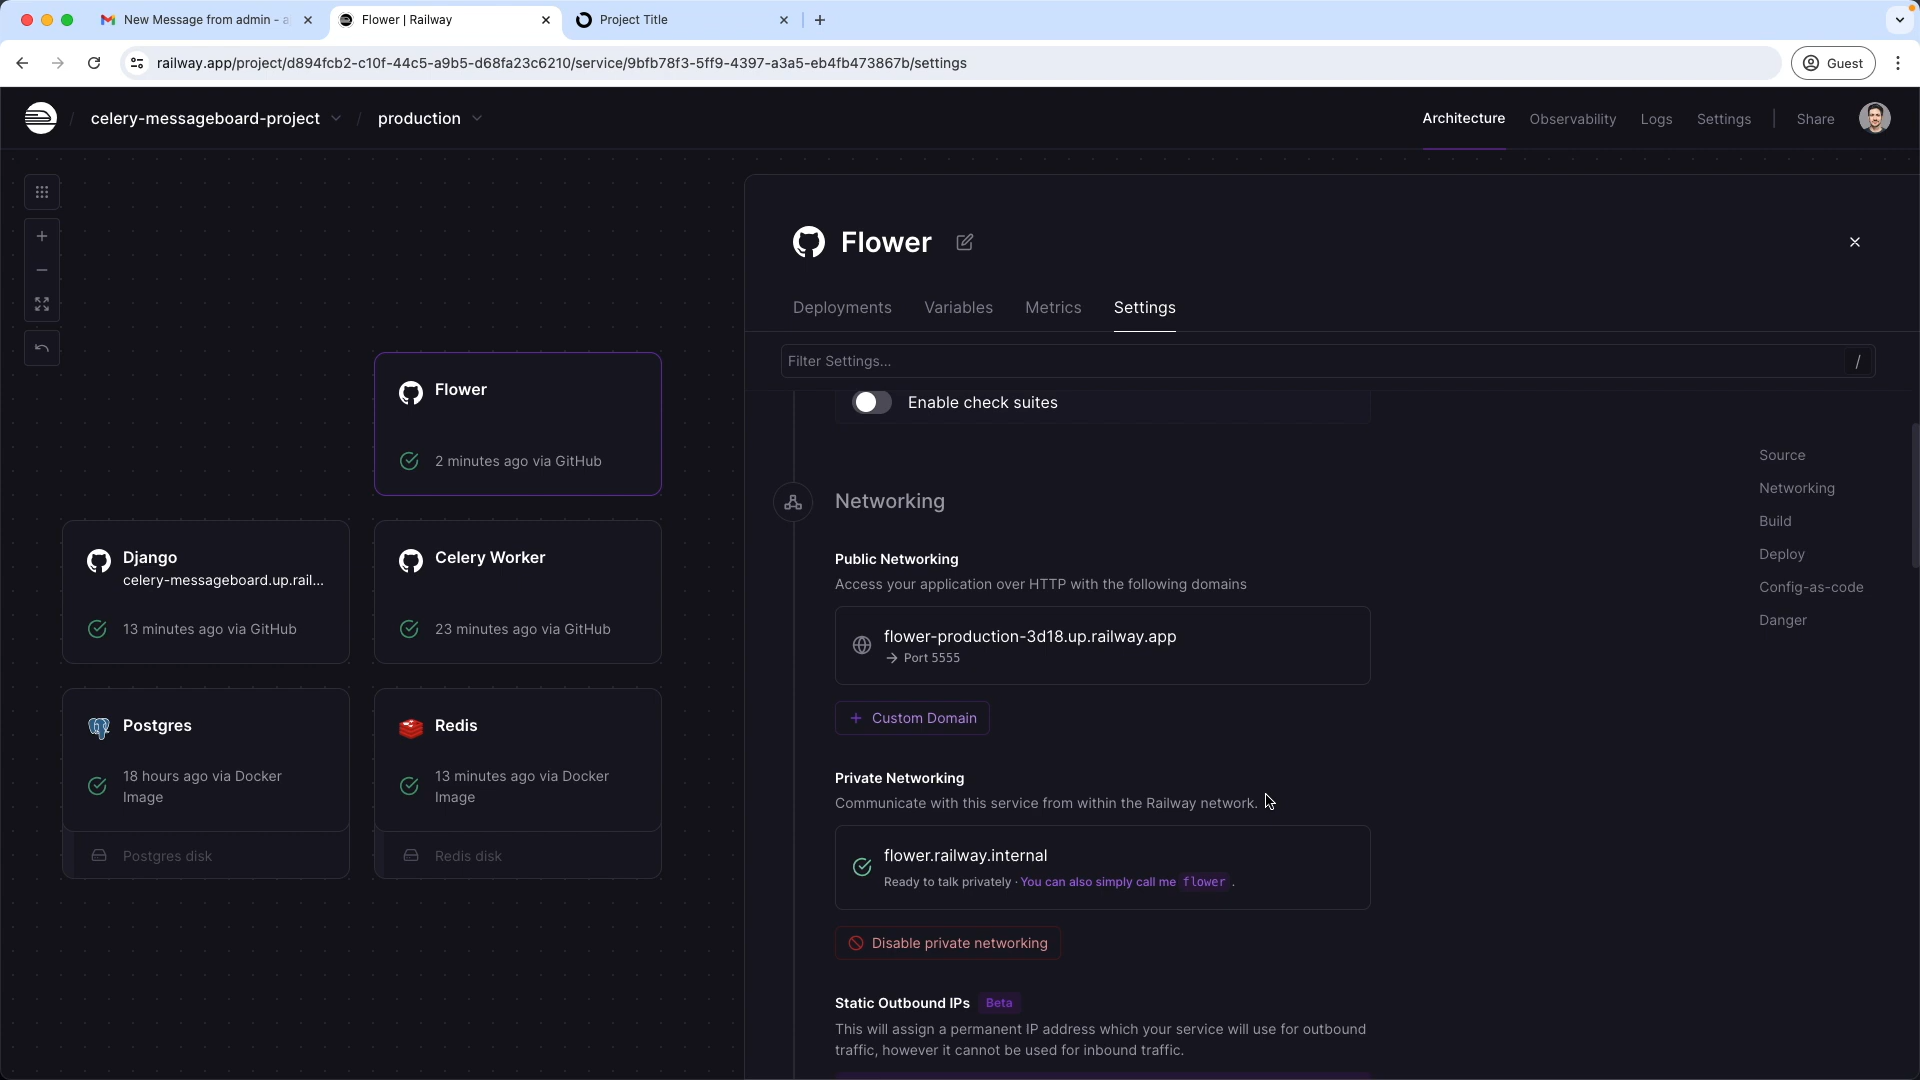 New Message from admin - a
Flower | Railway
Project Title
railway.app/project/d894fcb2-c10f-44c5-a9b5-d68fa23c6210/service/9bfb78f3-5ff9-4397-a3a5-eb4fb473867b/settings
Guest
celery-messageboard-project
/
production
Architecture
Observability
Logs
Settings
Share
Flower
Deployments
Variables
Metrics
Settings
Filter Settings...
/
Enable check suites
Flower
2 minutes ago via GitHub
Django
celery-messageboard.up.rail...
13 minutes ago via GitHub
Celery Worker
23 minutes ago via GitHub
Postgres
18 hours ago via Docker
Image
Postgres disk
Redis
13 minutes ago via Docker
Image
Redis disk
Networking
Public Networking
Access your application over HTTP with the following domains
flower-production-3d18.up.railway.app
→ Port 5555
+ Custom Domain
Private Networking
Communicate with this service from within the Railway network.
flower.railway.internal
Ready to talk privately · You can also simply call me flower .
Disable private networking
Static Outbound IPs Beta
This will assign a permanent IP address which your service will use for outbound
traffic, however it cannot be used for inbound traffic.
Source
Networking
Build
Deploy
Config-as-code
Danger